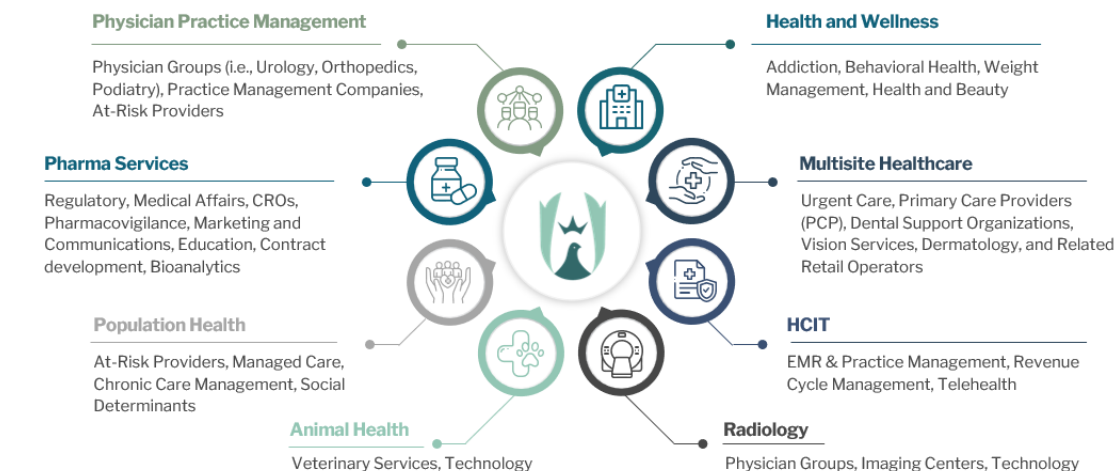 Physician Practice Management
Physician Groups (i.e., Urology, Orthopedics,
Podiatry), Practice Management Companies,
At-Risk Providers
Health and Wellness
Addiction, Behavioral Health, Weight
Management, Health and Beauty
Pharma Services
Regulatory, Medical Affairs, CROs,
Pharmacovigilance, Marketing and
Communications, Education, Contract
development, Bioanalytics
Multisite Healthcare
Urgent Care, Primary Care Providers
(PCP), Dental Support Organizations,
Vision Services, Dermatology, and Related
Retail Operators
Population Health
At-Risk Providers, Managed Care,
Chronic Care Management, Social
Determinants
HCIT
EMR & Practice Management, Revenue
Cycle Management, Telehealth
Animal Health
Veterinary Services, Technology
Radiology
Physician Groups, Imaging Centers, Technology